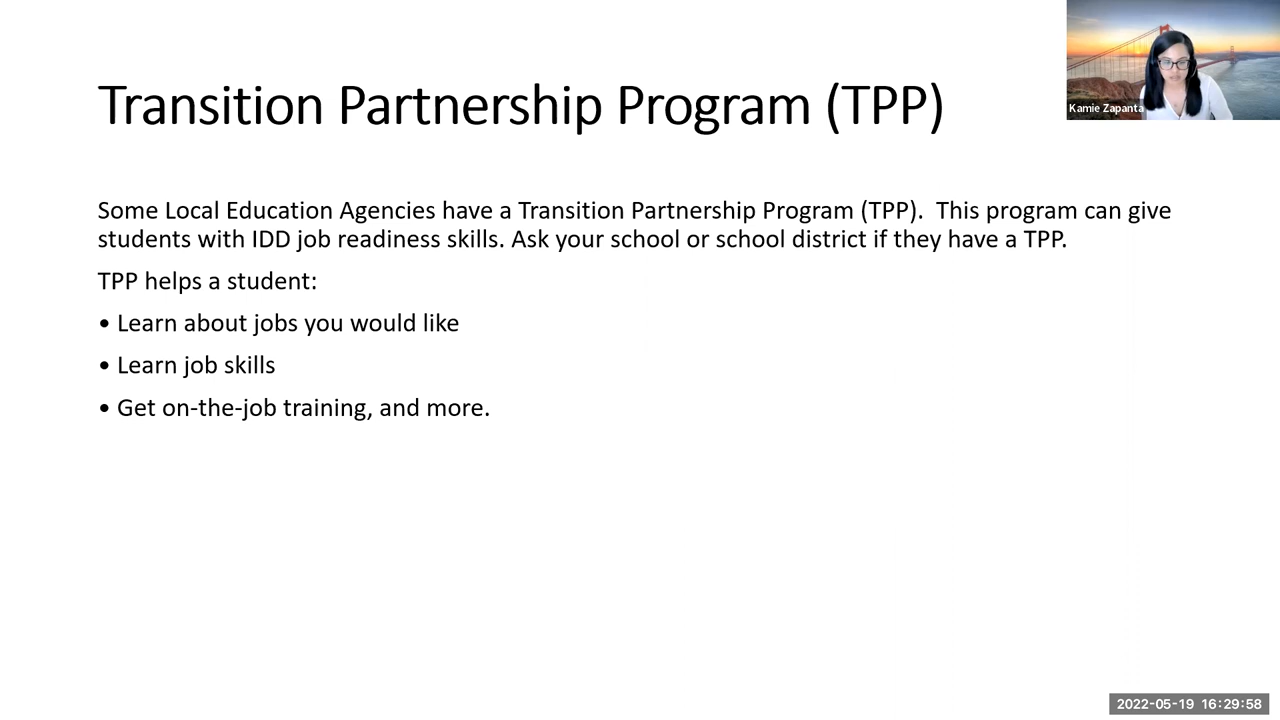 Transition Partnership Program (TPP)
Kamie Zapanta
Some Local Education Agencies have a Transition Partnership Program (TPP).  This program can give
students with IDD job readiness skills. Ask your school or school district if they have a TPP.
TPP helps a student:
• Learn about jobs you would like
• Learn job skills
• Get on-the-job training, and more.
2022-05-19 16:29:58